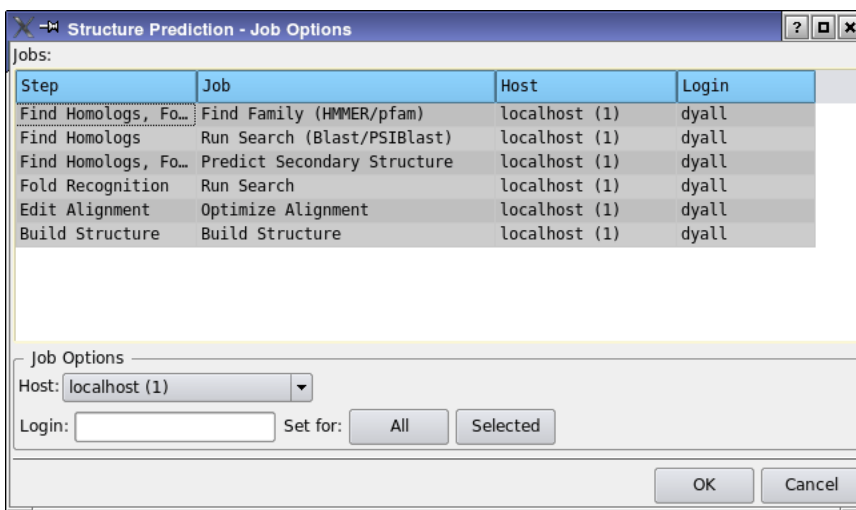 Structure Prediction - Job Options ?
Jobs:
Step Job Host Login
Find Homologs, Fo... Find Family (HMMER/pfam) localhost (1) dyall
Find Homologs Run Search (Blast/PSIBlast) localhost (1) dyall
Find Homologs, Fo... Predict Secondary Structure localhost (1) dyall
Fold Recognition Run Search localhost (1) dyall
Edit Alignment Optimize Alignment localhost (1) dyall
Build Structure Build Structure localhost (1) dyall
Job Options
Host: localhost (1)
Login: Set for: All Selected
OK Cancel